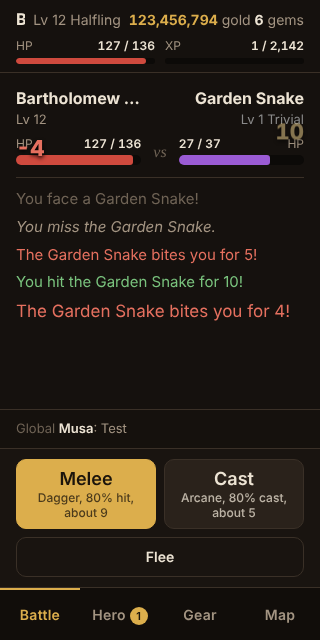 B Lv 12 Halfling 123,456,794 gold 6 gems
HP 127 / 136 XP 1 / 2,142
Bartholomew ... Garden Snake
Lv 12 Lv 1 Trivial
10
HP 127 / 136 vs 27 / 37 HP
-4
You face a Garden Snake!
You miss the Garden Snake.
The Garden Snake bites you for 5!
You hit the Garden Snake for 10!
The Garden Snake bites you for 4!
Global Musa: Test
Melee Cast
Dagger, 80% hit, Arcane, 80% cast,
about 9 about 5
Flee
Battle Hero 1 Gear Map